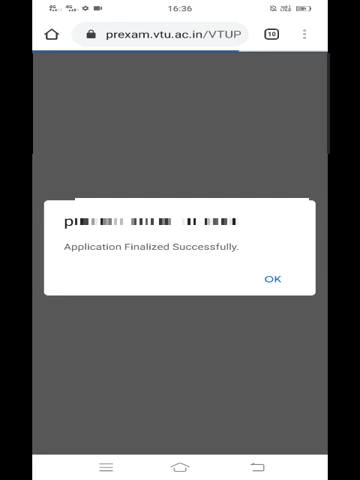 16:36
prexam.vtu.ac.in/VTUP
10
Application Finalized Successfully.
OK